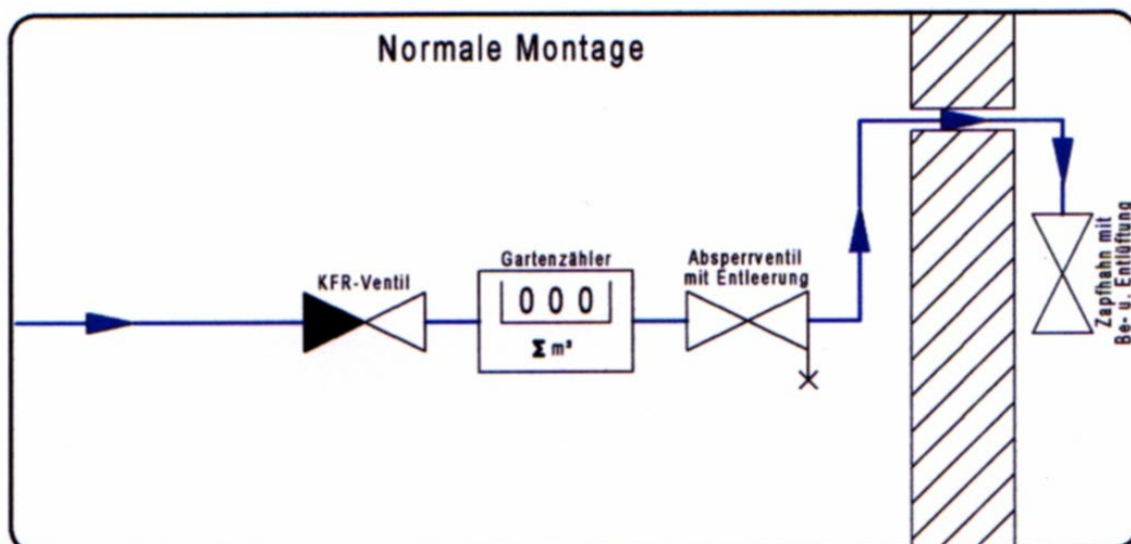 Normale Montage
KFR-Ventil
Gartenzähler
000
Σ m³
Absperrventil
mit Entleerung
Zapfhahn mit
Be- u. Entlüftung